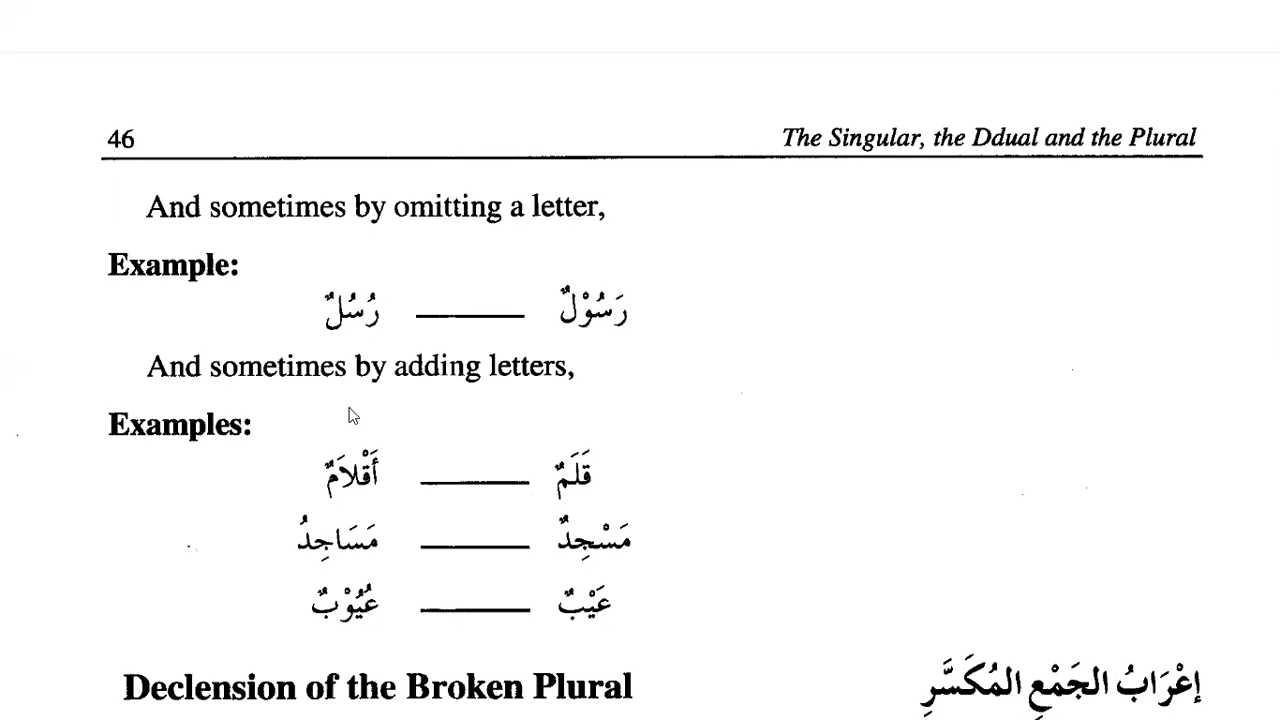 46 The Singular, the Ddual and the Plural
And sometimes by omitting a letter,
Example:
رَسُوْلٌ ——— رُسُلٌ
And sometimes by adding letters,
Examples:
قَلَمٌ ——— أَقْلاَمٌ
مَسْجِدٌ ——— مَسَاجِدُ
عَيْبٌ ——— عُيُوْبٌ
Declension of the Broken Plural إِعْرَابُ الجَمْعِ المُكَسَّرِ